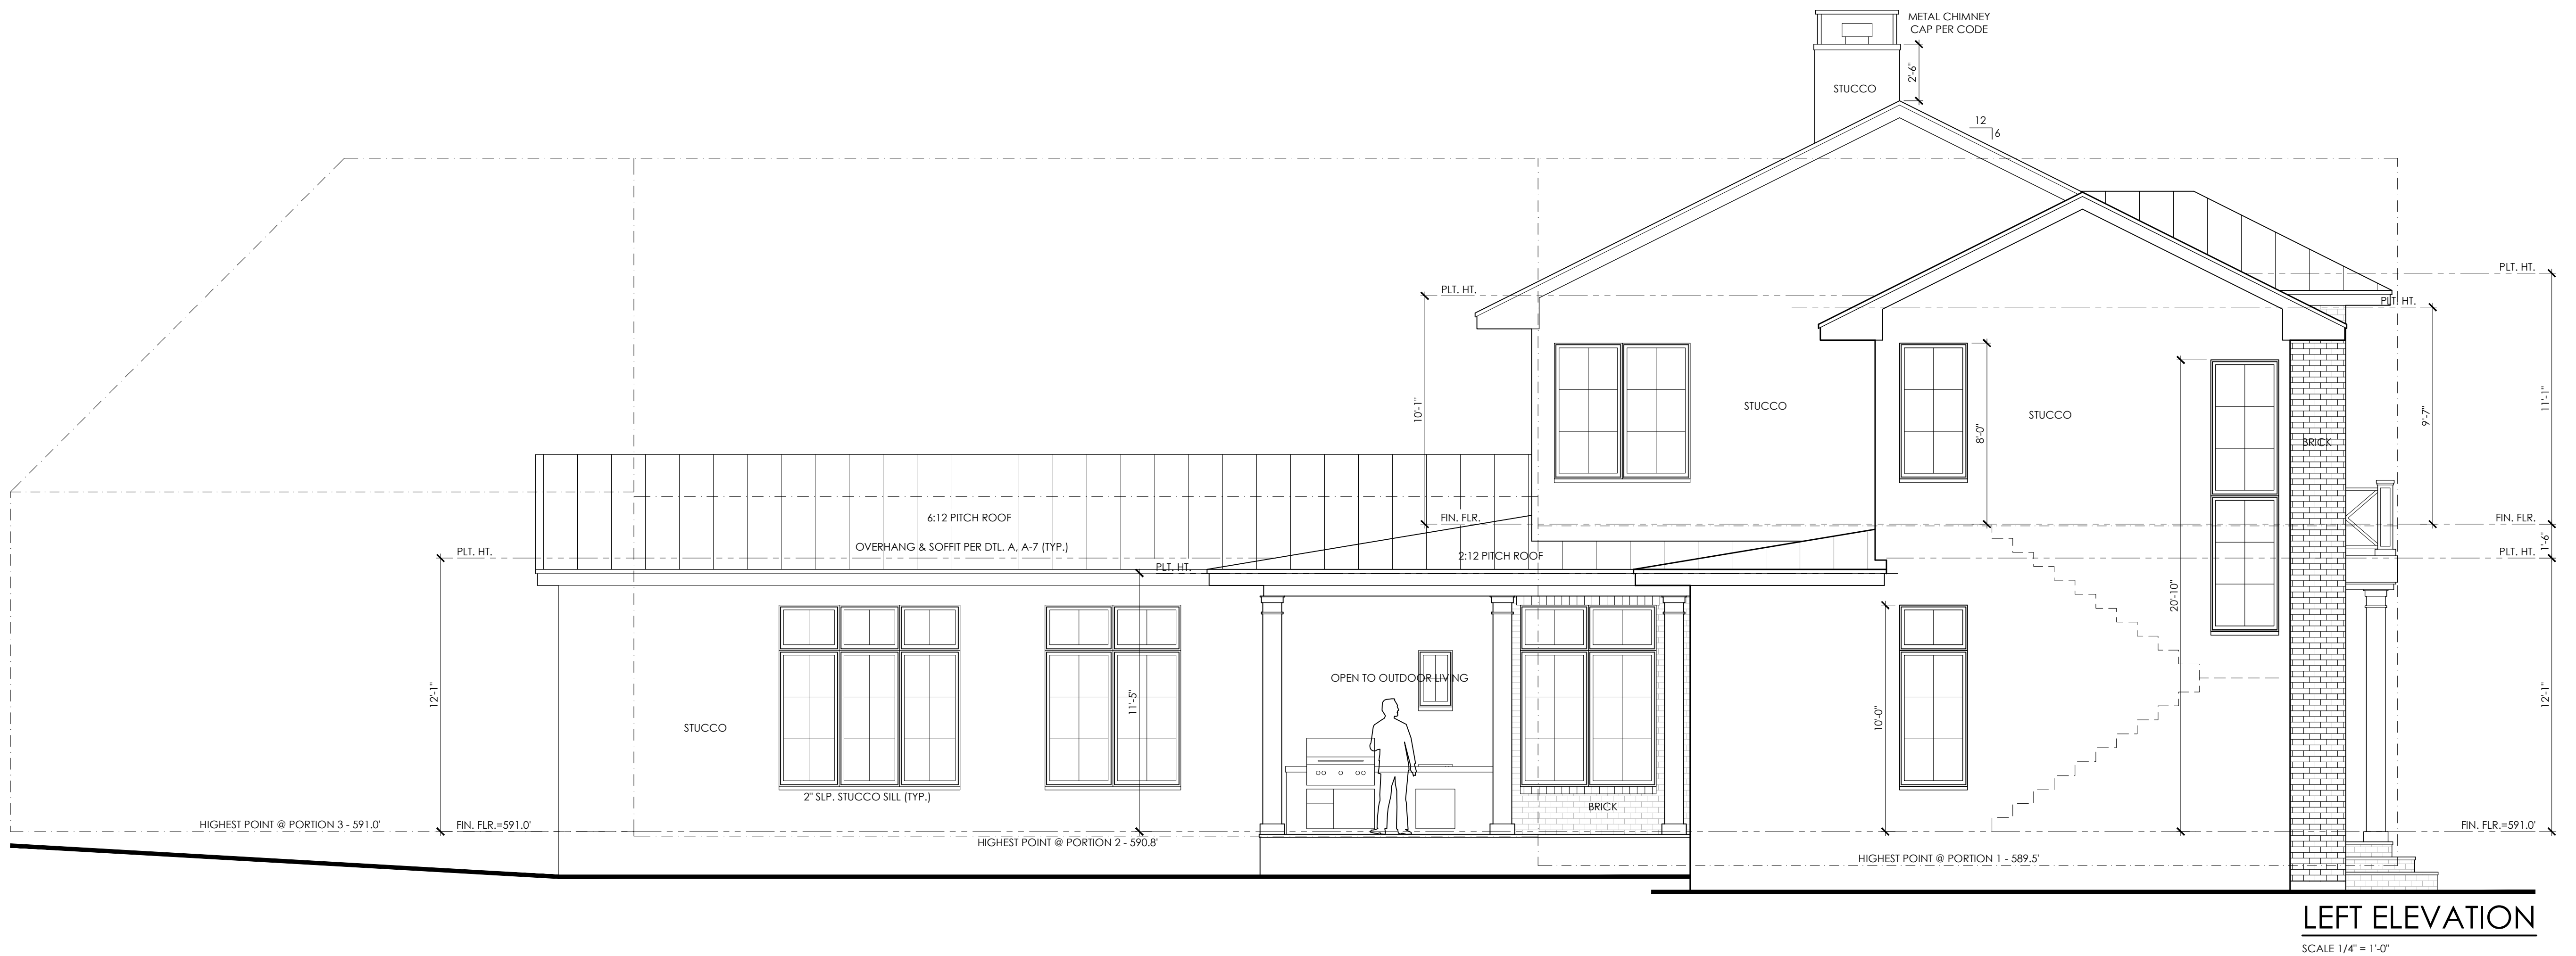 METAL CHIMNEY
CAP PER CODE
2'-6"
STUCCO
12
6
PLT. HT.
PLT. HT.
PLT. HT.
10'-1"
STUCCO
8'-0"
STUCCO
BRICK
9'-7"
11'-1"
6:12 PITCH ROOF
FIN. FLR.
FIN. FLR.
OVERHANG & SOFFIT PER DTL. A, A-7 (TYP.)
PLT. HT.
2:12 PITCH ROOF
PLT. HT.
1'-6"
PLT. HT.
20'-10"
OPEN TO OUTDOOR LIVING
12'-1"
11'-5"
10'-0"
12'-1"
STUCCO
2" SLP. STUCCO SILL (TYP.)
BRICK
HIGHEST POINT @ PORTION 3 - 591.0'
FIN. FLR.=591.0'
FIN. FLR.=591.0'
HIGHEST POINT @ PORTION 2 - 590.8'
HIGHEST POINT @ PORTION 1 - 589.5'
LEFT ELEVATION
SCALE 1/4" = 1'-0"